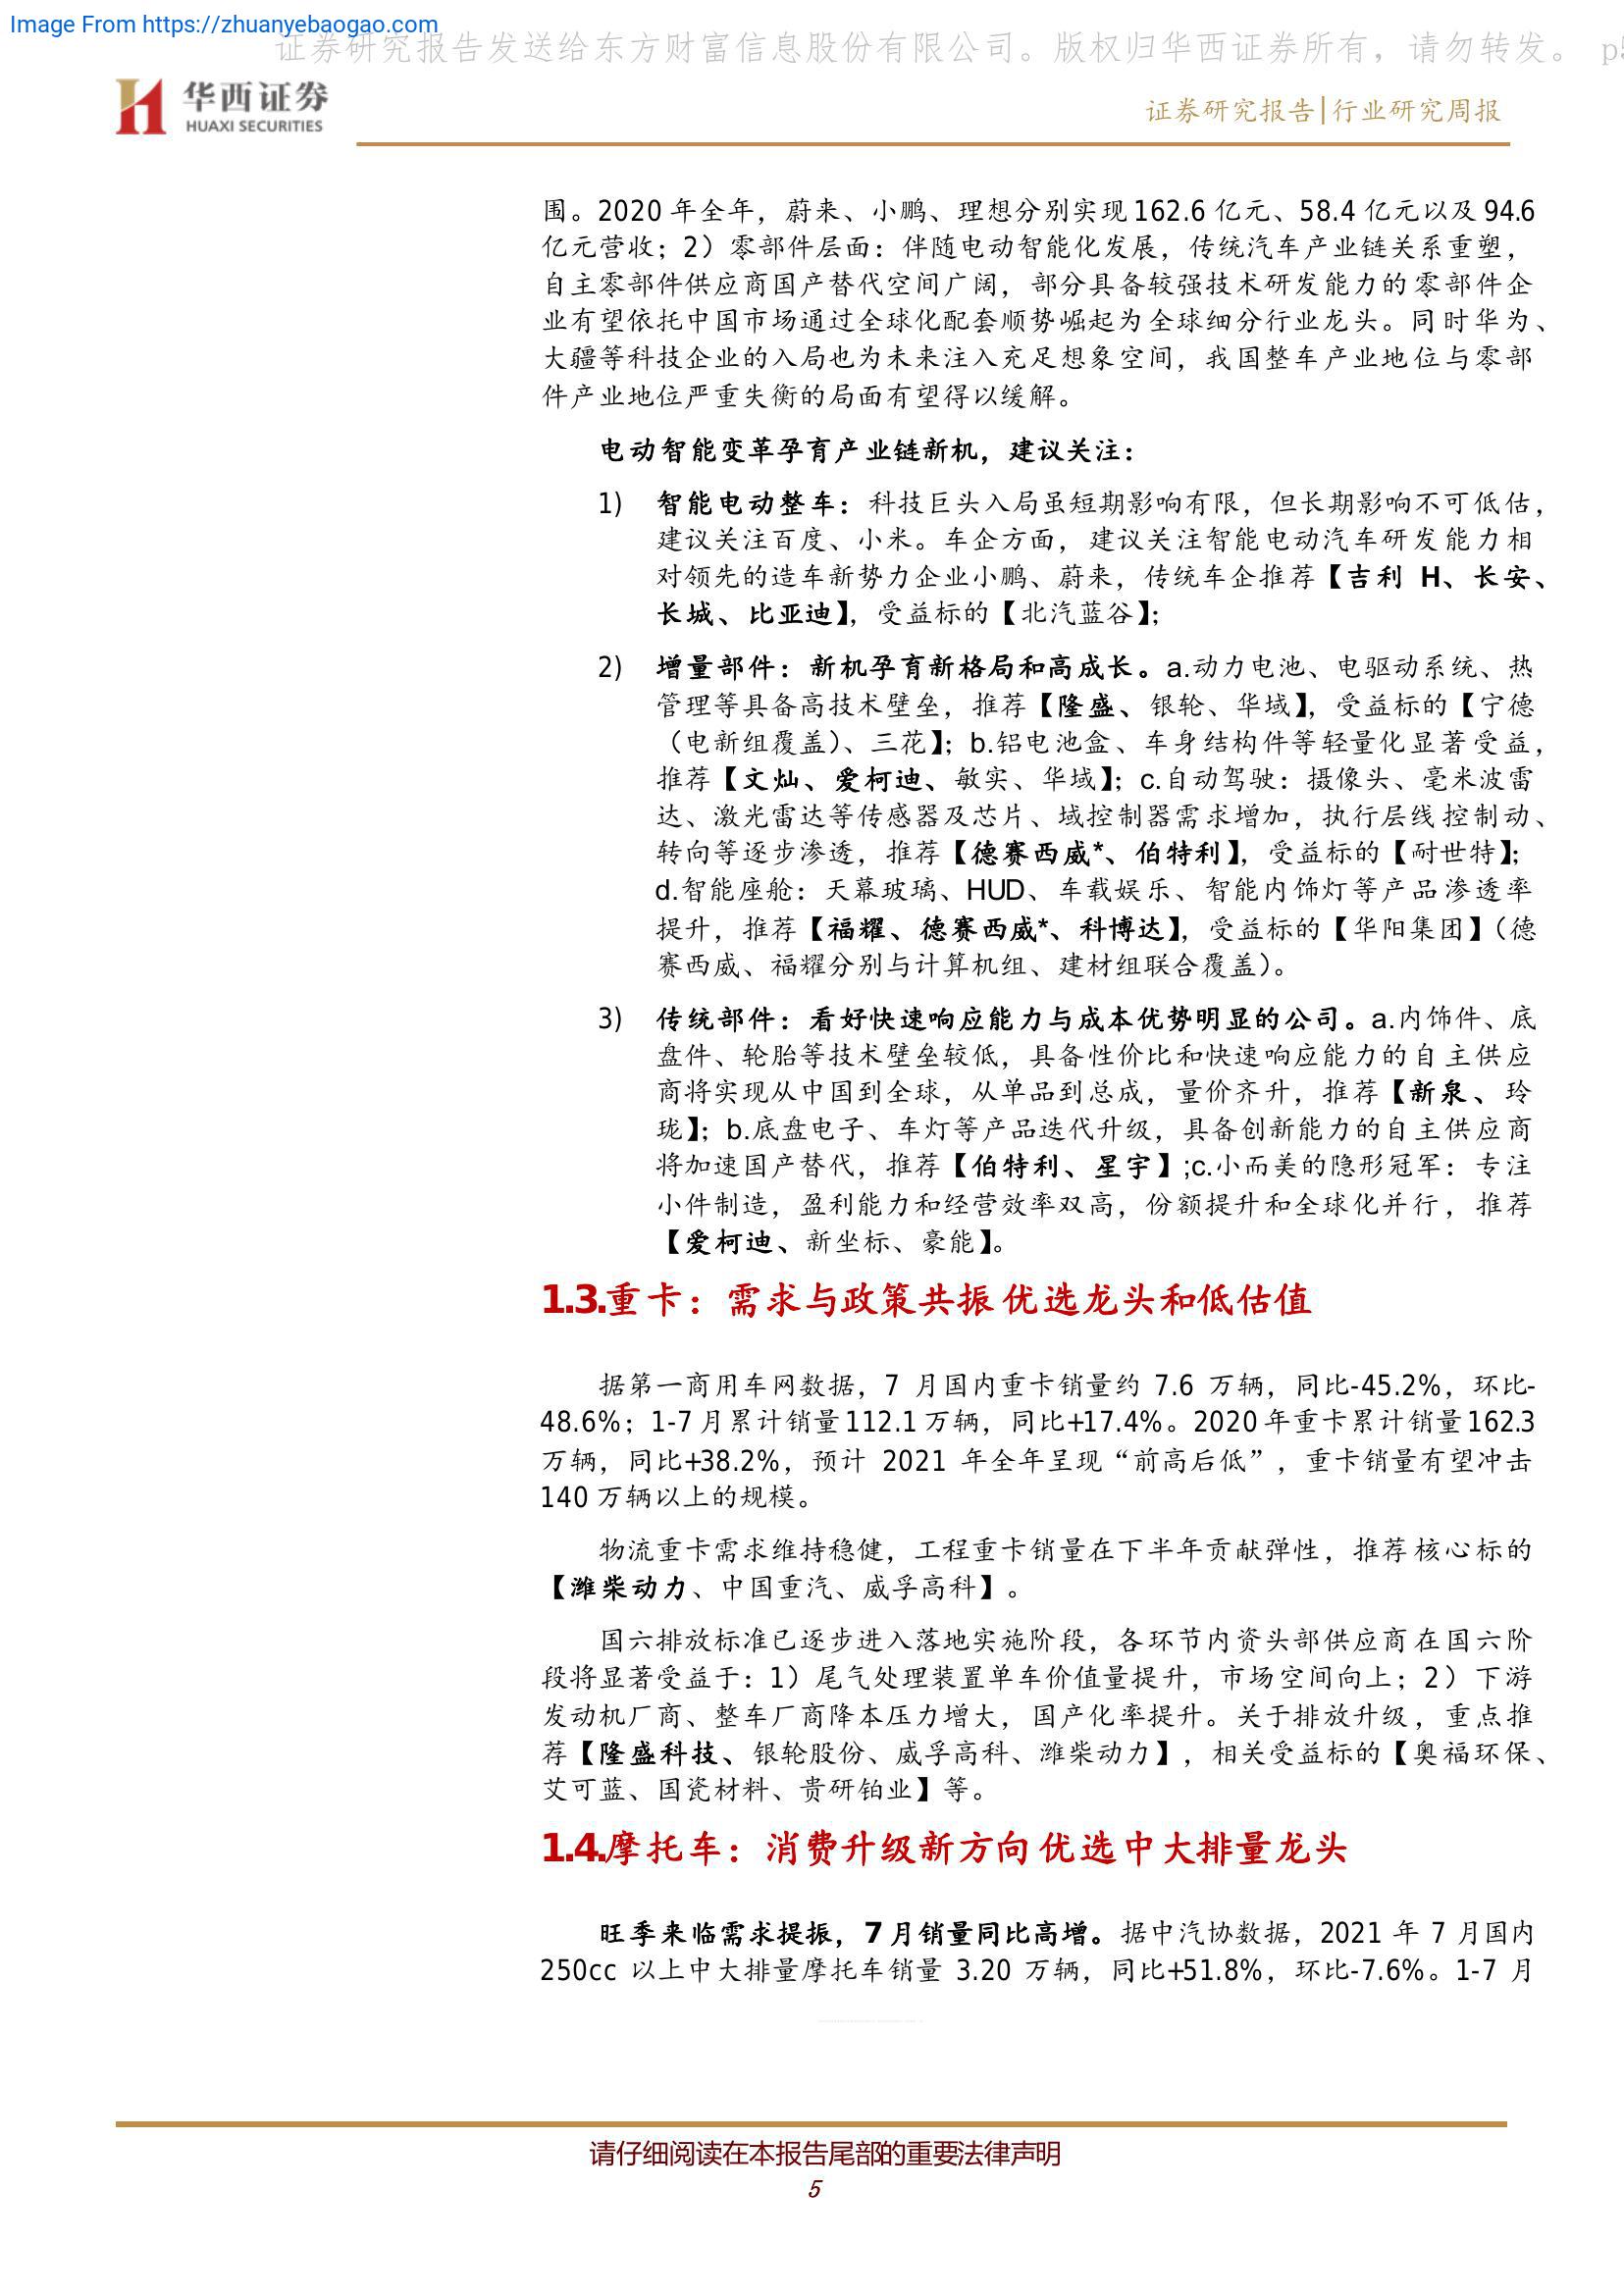 Image From https://zhuanyebaogao.com
证券研究报告发送给东方财富信息股份有限公司。版权归华西证券所有，请勿转发。 p5
华西证券
HUAXI SECURITIES
证券研究报告|行业研究周报
围。2020 年全年，蔚来、小鹏、理想分别实现 162.6 亿元、58.4 亿元以及 94.6
亿元营收；2）零部件层面：伴随电动智能化发展，传统汽车产业链关系重塑，
自主零部件供应商国产替代空间广阔，部分具备较强技术研发能力的零部件企
业有望依托中国市场通过全球化配套顺势崛起为全球细分行业龙头。同时华为、
大疆等科技企业的入局也为未来注入充足想象空间，我国整车产业地位与零部
件产业地位严重失衡的局面有望得以缓解。
电动智能变革孕育产业链新机，建议关注：
1) 智能电动整车：科技巨头入局虽短期影响有限，但长期影响不可低估，
建议关注百度、小米。车企方面，建议关注智能电动汽车研发能力相
对领先的造车新势力企业小鹏、蔚来，传统车企推荐【吉利 H、长安、
长城、比亚迪】，受益标的【北汽蓝谷】；
2) 增量部件：新机孕育新格局和高成长。a.动力电池、电驱动系统、热
管理等具备高技术壁垒，推荐【隆盛、银轮、华域】，受益标的【宁德
（电新组覆盖）、三花】；b.铝电池盒、车身结构件等轻量化显著受益，
推荐【文灿、爱柯迪、敏实、华域】；c.自动驾驶：摄像头、毫米波雷
达、激光雷达等传感器及芯片、域控制器需求增加，执行层线控制动、
转向等逐步渗透，推荐【德赛西威*、伯特利】，受益标的【耐世特】；
d.智能座舱：天幕玻璃、HUD、车载娱乐、智能内饰灯等产品渗透率
提升，推荐【福耀、德赛西威*、科博达】，受益标的【华阳集团】（德
赛西威、福耀分别与计算机组、建材组联合覆盖）。
3) 传统部件：看好快速响应能力与成本优势明显的公司。a.内饰件、底
盘件、轮胎等技术壁垒较低，具备性价比和快速响应能力的自主供应
商将实现从中国到全球，从单品到总成，量价齐升，推荐【新泉、玲
珑】；b.底盘电子、车灯等产品迭代升级，具备创新能力的自主供应商
将加速国产替代，推荐【伯特利、星宇】;c.小而美的隐形冠军：专注
小件制造，盈利能力和经营效率双高，份额提升和全球化并行，推荐
【爱柯迪、新坐标、豪能】。
1.3.重卡：需求与政策共振 优选龙头和低估值
据第一商用车网数据，7 月国内重卡销量约 7.6 万辆，同比-45.2%，环比-
48.6%；1-7 月累计销量 112.1 万辆，同比+17.4%。2020 年重卡累计销量 162.3
万辆，同比+38.2%，预计 2021 年全年呈现“前高后低”，重卡销量有望冲击
140 万辆以上的规模。
物流重卡需求维持稳健，工程重卡销量在下半年贡献弹性，推荐核心标的
【潍柴动力、中国重汽、威孚高科】。
国六排放标准已逐步进入落地实施阶段，各环节内资头部供应商在国六阶
段将显著受益于：1）尾气处理装置单车价值量提升，市场空间向上；2）下游
发动机厂商、整车厂商降本压力增大，国产化率提升。关于排放升级，重点推
荐【隆盛科技、银轮股份、威孚高科、潍柴动力】，相关受益标的【奥福环保、
艾可蓝、国瓷材料、贵研铂业】等。
1.4.摩托车：消费升级新方向 优选中大排量龙头
旺季来临需求提振，7 月销量同比高增。据中汽协数据，2021 年 7 月国内
250cc 以上中大排量摩托车销量 3.20 万辆，同比+51.8%，环比-7.6%。1-7 月
请仔细阅读在本报告尾部的重要法律声明
5